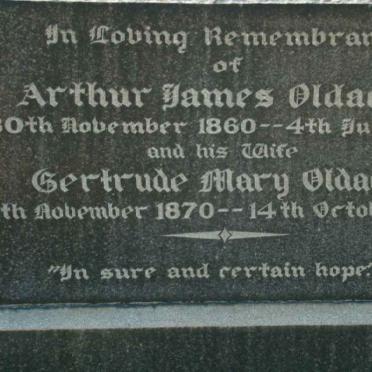 In Loving Remembran
of
Arthur James Olda
30th November 1860--4th Ju
and his Wife
Gertrude Mary Olda
th November 1870--14th Octob
"In sure and certain hope."